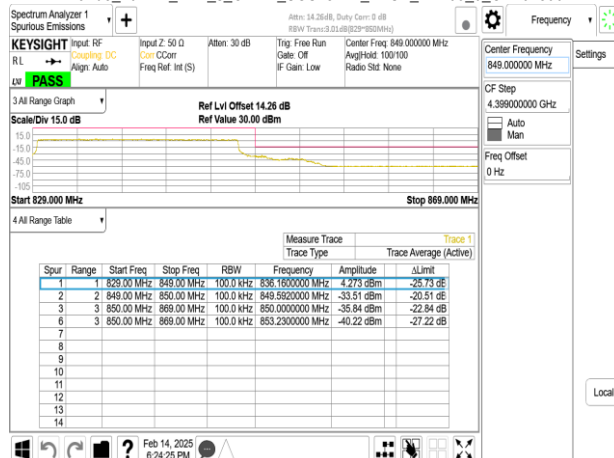 Spectrum Analyzer 1
Spurious Emissions
Attn: 14.26dB, Duty Corr: 0 dB
RBW Trans:3.01dB(829~850MHz)
Frequency
Settings
KEYSIGHT
RL
LXI
PASS
Input: RF
Coupling: DC
Align: Auto
Input Z: 50 Ω
Corr CCorr
Freq Ref: Int (S)
Atten: 30 dB
Trig: Free Run
Gate: Off
IF Gain: Low
Center Freq: 849.000000 MHz
Avg|Hold: 100/100
Radio Std: None
Center Frequency
849.000000 MHz
CF Step
4.399000000 GHz
Auto
Man
Freq Offset
0 Hz
3 All Range Graph
Scale/Div 15.0 dB
Ref Lvl Offset 14.26 dB
Ref Value 30.00 dBm
15.0
-15.0
-45.0
-75.0
-105
Start 829.000 MHz
Stop 869.000 MHz
4 All Range Table
Measure Trace Trace 1
Trace Type Trace Average (Active)
Spur Range Start Freq Stop Freq RBW Frequency Amplitude ΔLimit
1 1 829.00 MHz 849.00 MHz 100.0 kHz 836.1600000 MHz 4.273 dBm -25.73 dB
2 2 849.00 MHz 850.00 MHz 100.0 kHz 849.5920000 MHz -33.51 dBm -20.51 dB
3 3 850.00 MHz 869.00 MHz 100.0 kHz 850.0000000 MHz -35.84 dBm -22.84 dB
6 3 850.00 MHz 869.00 MHz 100.0 kHz 853.2300000 MHz -40.22 dBm -27.22 dB
7
8
9
10
11
12
13
14
Local
?
Feb 14, 2025
6:24:25 PM